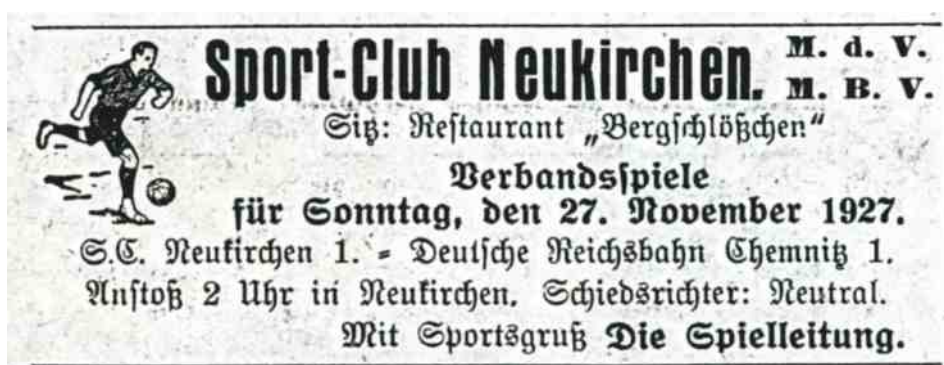 Sport-Club Neukirchen. M. d. V.
M. B. V.
Sitz: Restaurant „Bergschlößchen“
Verbandsspiele
für Sonntag, den 27. November 1927.
S.C. Neukirchen 1. - Deutsche Reichsbahn Chemnitz 1.
Anstoß 2 Uhr in Neukirchen. Schiedsrichter: Neutral.
Mit Sportsgruß Die Spielleitung.